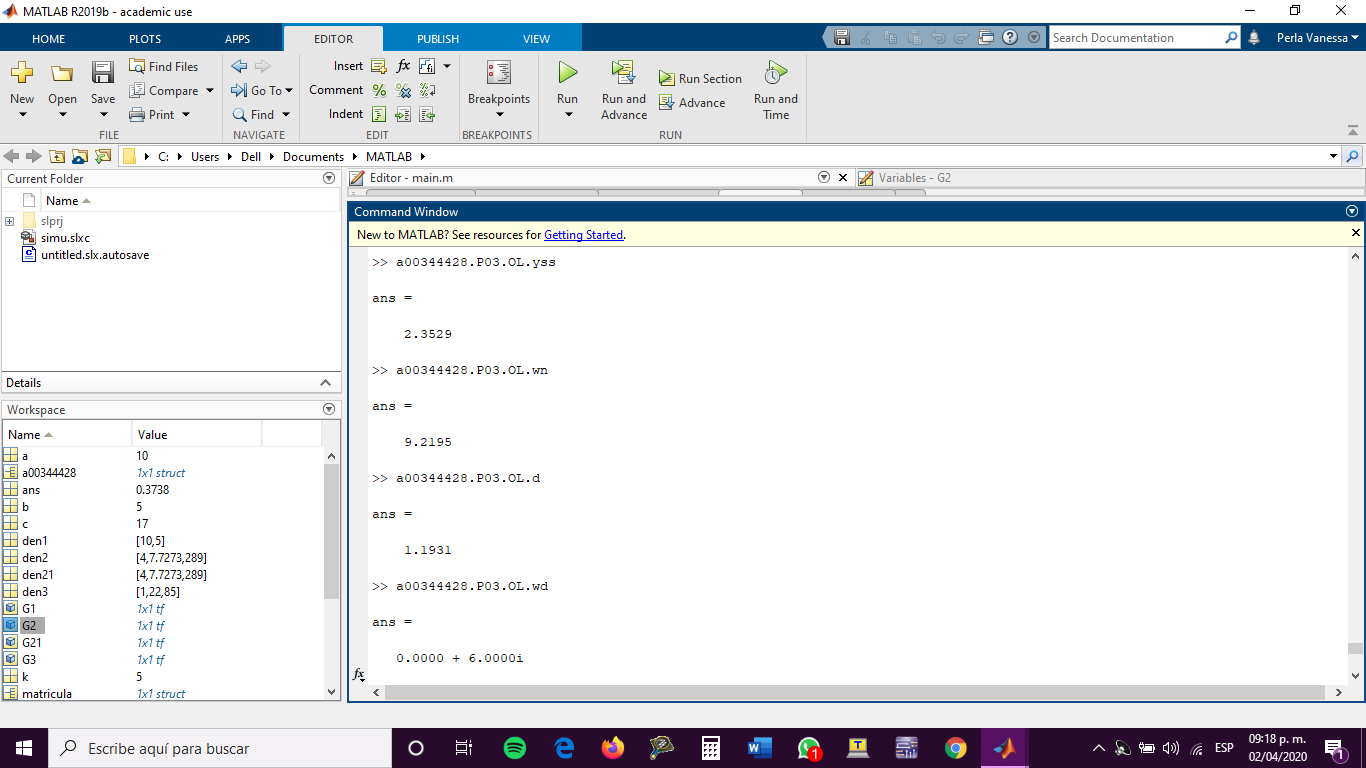 MATLAB R2019b - academic use
HOME PLOTS APPS EDITOR PUBLISH VIEW
Search Documentation
Perla Vanessa
New Open Save
Find Files
Compare
Print
FILE
Go To
Find
NAVIGATE
Insert fx
Comment % %
Indent
EDIT
Breakpoints
BREAKPOINTS
Run
Run and Advance
Run Section
Advance
Run and Time
RUN
C: Users Dell Documents MATLAB
Current Folder
Name
slprj
simu.slxc
untitled.slx.autosave
Details
Workspace
Name Value
a 10
a00344428 1x1 struct
ans 0.3738
b 5
c 17
den1 [10,5]
den2 [4,7.7273,289]
den21 [4,7.7273,289]
den3 [1,22,85]
G1 1x1 tf
G2 1x1 tf
G21 1x1 tf
G3 1x1 tf
k 5
matricula 1x1 struct
Editor - main.m
Variables - G2
Command Window
New to MATLAB? See resources for Getting Started.
>> a00344428.P03.OL.yss
ans =
2.3529
>> a00344428.P03.OL.wn
ans =
9.2195
>> a00344428.P03.OL.d
ans =
1.1931
>> a00344428.P03.OL.wd
ans =
0.0000 + 6.0000i
fx
Escribe aquí para buscar
1
ESP
09:18 p. m.
02/04/2020
1